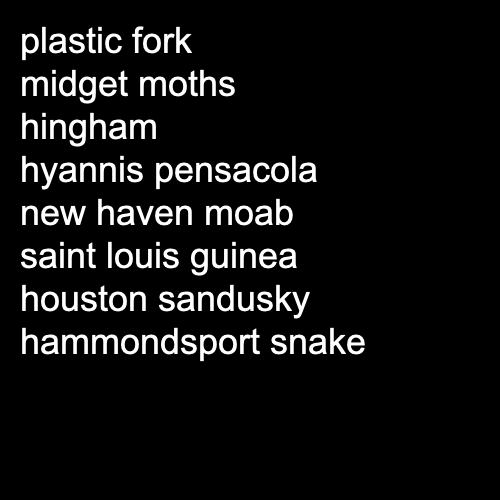 plastic fork
midget moths
hingham
hyannis pensacola
new haven moab
saint louis guinea
houston sandusky
hammondsport snake